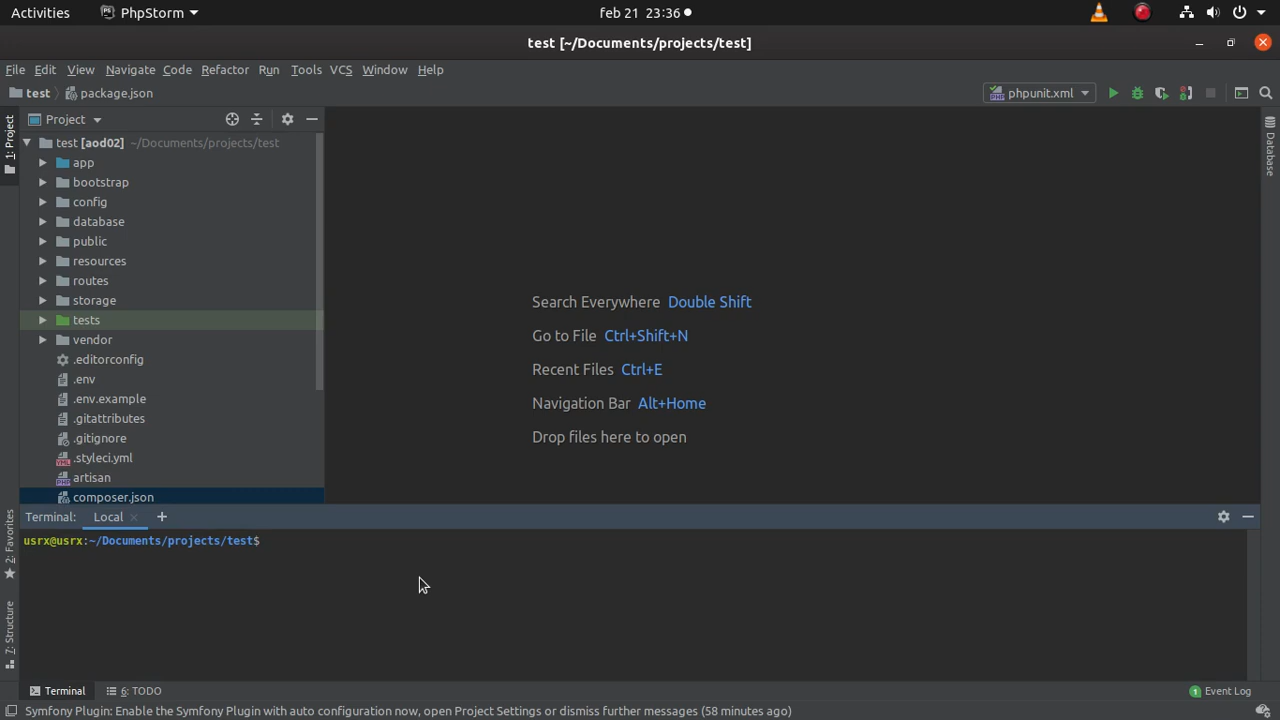 Activities PhpStorm feb 21 23:36
test [~/Documents/projects/test]
File Edit View Navigate Code Refactor Run Tools VCS Window Help
test package.json phpunit.xml
1: Project
Project
test [aod02] ~/Documents/projects/test
app
bootstrap
config
database
public
resources
routes
storage
tests
vendor
.editorconfig
.env
.env.example
.gitattributes
.gitignore
.styleci.yml
artisan
composer.json
Search Everywhere Double Shift
Go to File Ctrl+Shift+N
Recent Files Ctrl+E
Navigation Bar Alt+Home
Drop files here to open
Database
2: Favorites
7: Structure
Terminal: Local +
usrx@usrx:~/Documents/projects/test$
Terminal 6: TODO 1 Event Log
Symfony Plugin: Enable the Symfony Plugin with auto configuration now, open Project Settings or dismiss further messages (58 minutes ago)